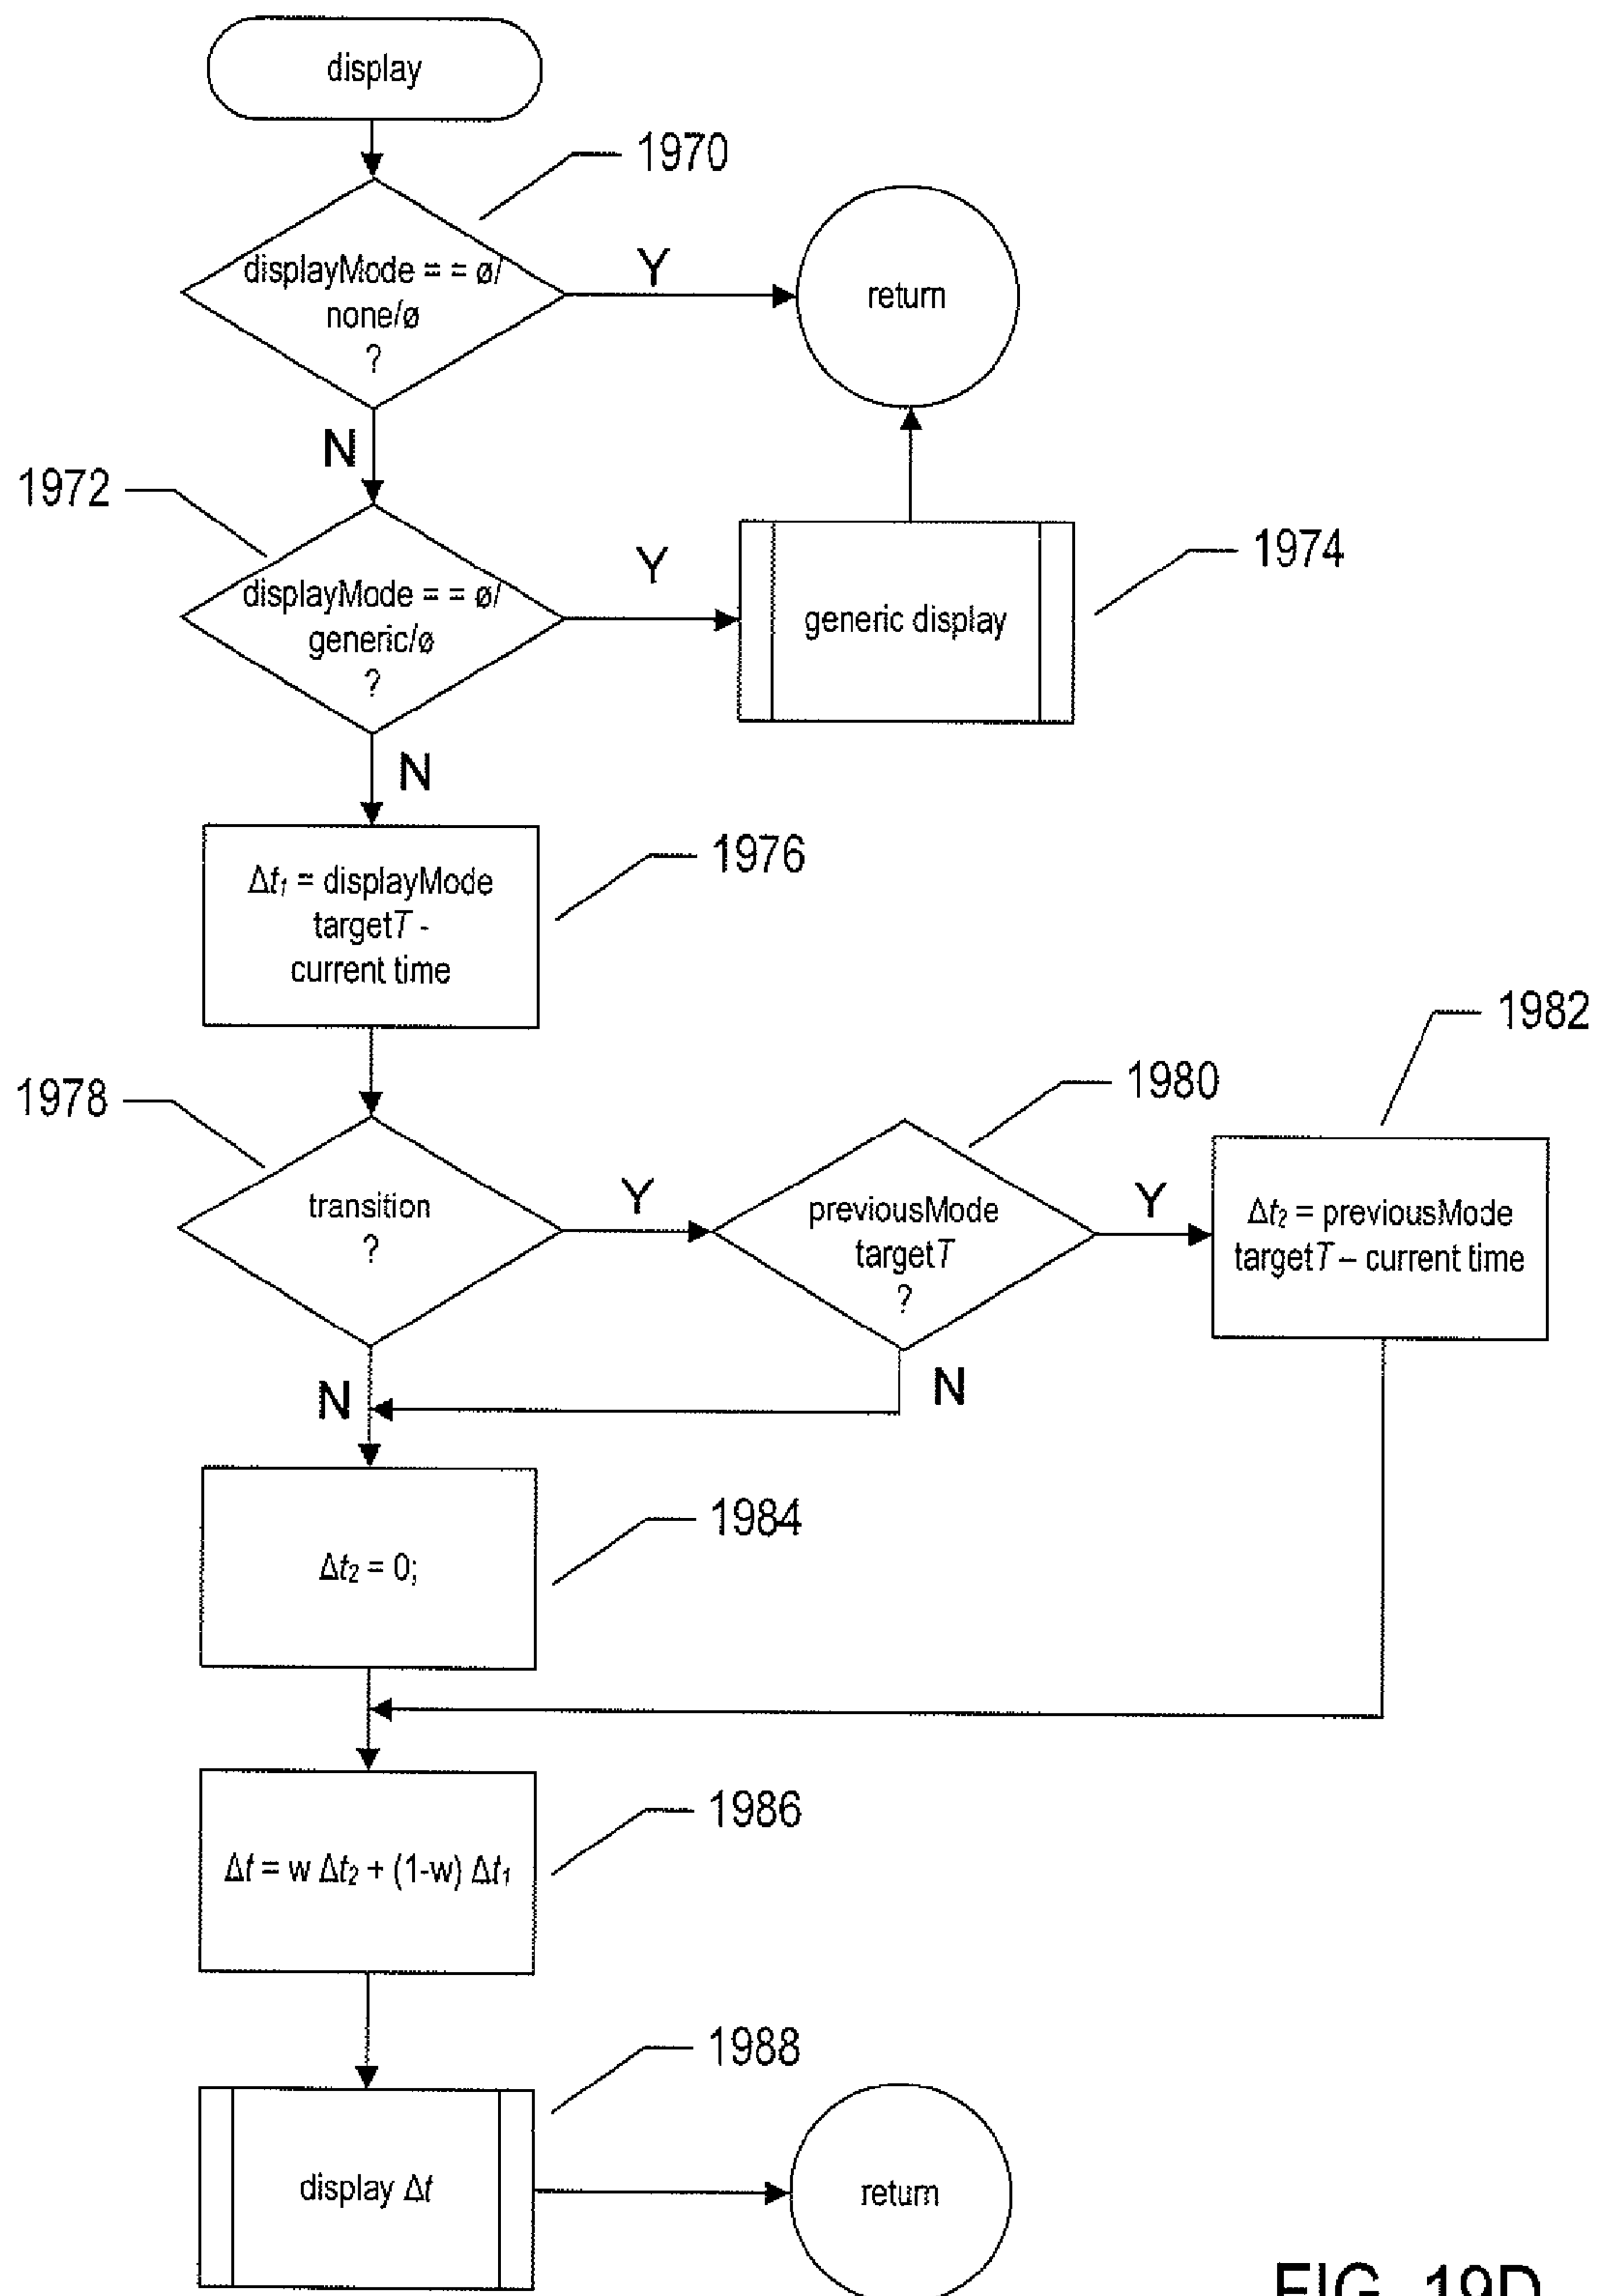 display
1970
displayMode = = ø/
none/ø
?
Y
return
N
1972
displayMode = = ø/
generic/ø
?
Y
generic display
1974
N
1976
Δt₁ = displayMode
targetT -
current time
1978
transition
?
Y
1980
previousMode
targetT
?
Y
1982
Δt₂ = previousMode
targetT – current time
N
N
1984
Δt₂ = 0;
1986
Δt = w Δt₂ + (1-w) Δt₁
1988
display Δt
return
FIG. 19D